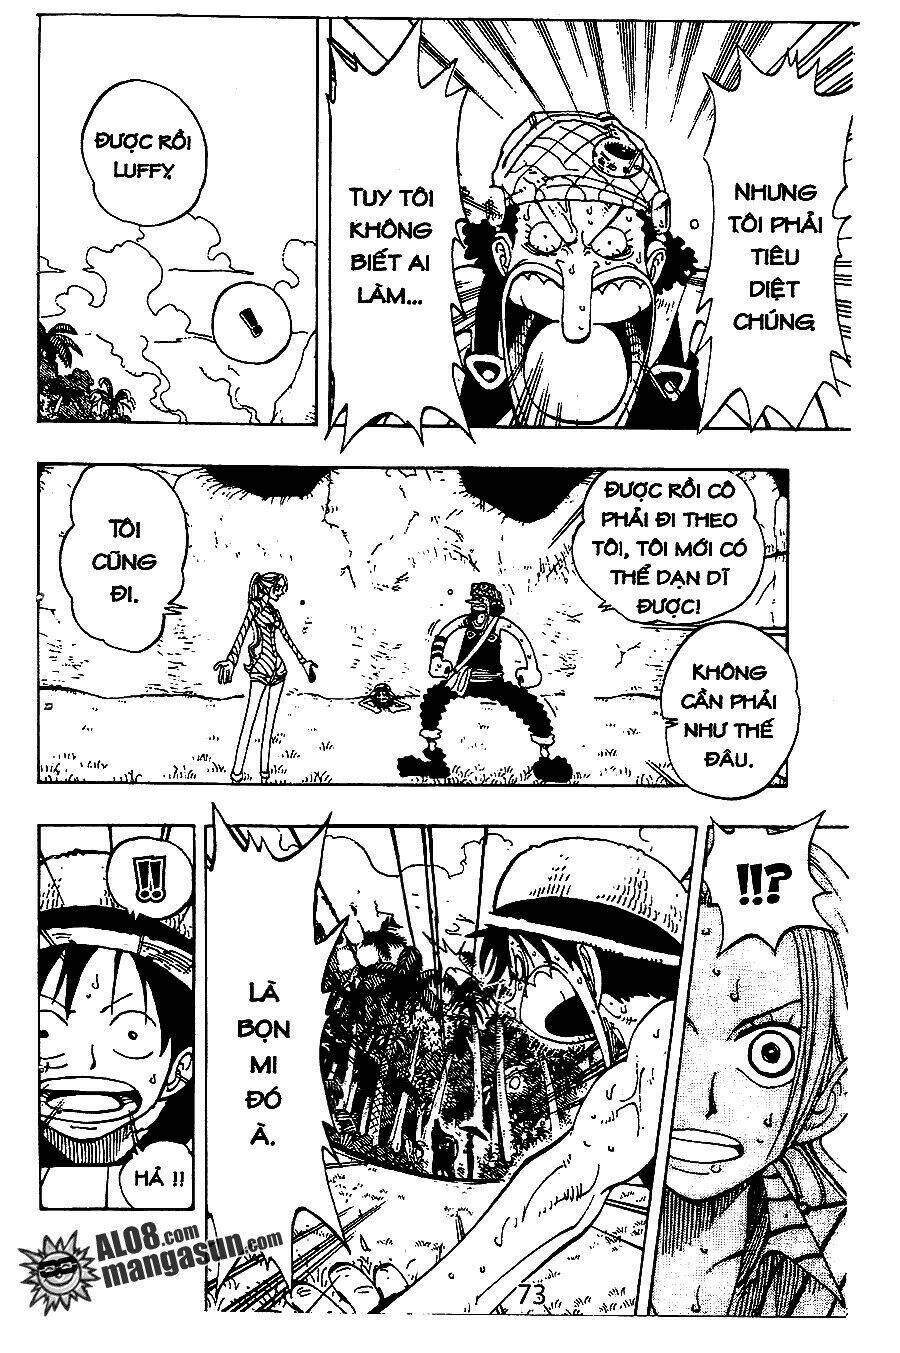 NHƯNG
TÔI PHẢI
TIÊU
DIỆT
CHÚNG.
TUY TÔI
KHÔNG
BIẾT AI
LÀM...
ĐƯỢC RỒI
LUFFY.
!!
ĐƯỢC RỒI CÔ
PHẢI ĐI THEO
TÔI, TÔI MỚI CÓ
THỂ DẠN DĨ
ĐƯỢC!
KHÔNG
CẦN PHẢI
NHƯ THẾ
ĐÂU.
TÔI
CŨNG
ĐI.
!!?
LÀ
BỌN
MI
ĐÓ
À.
!!
HẢ !!
AL08.com
mangasun.com
73